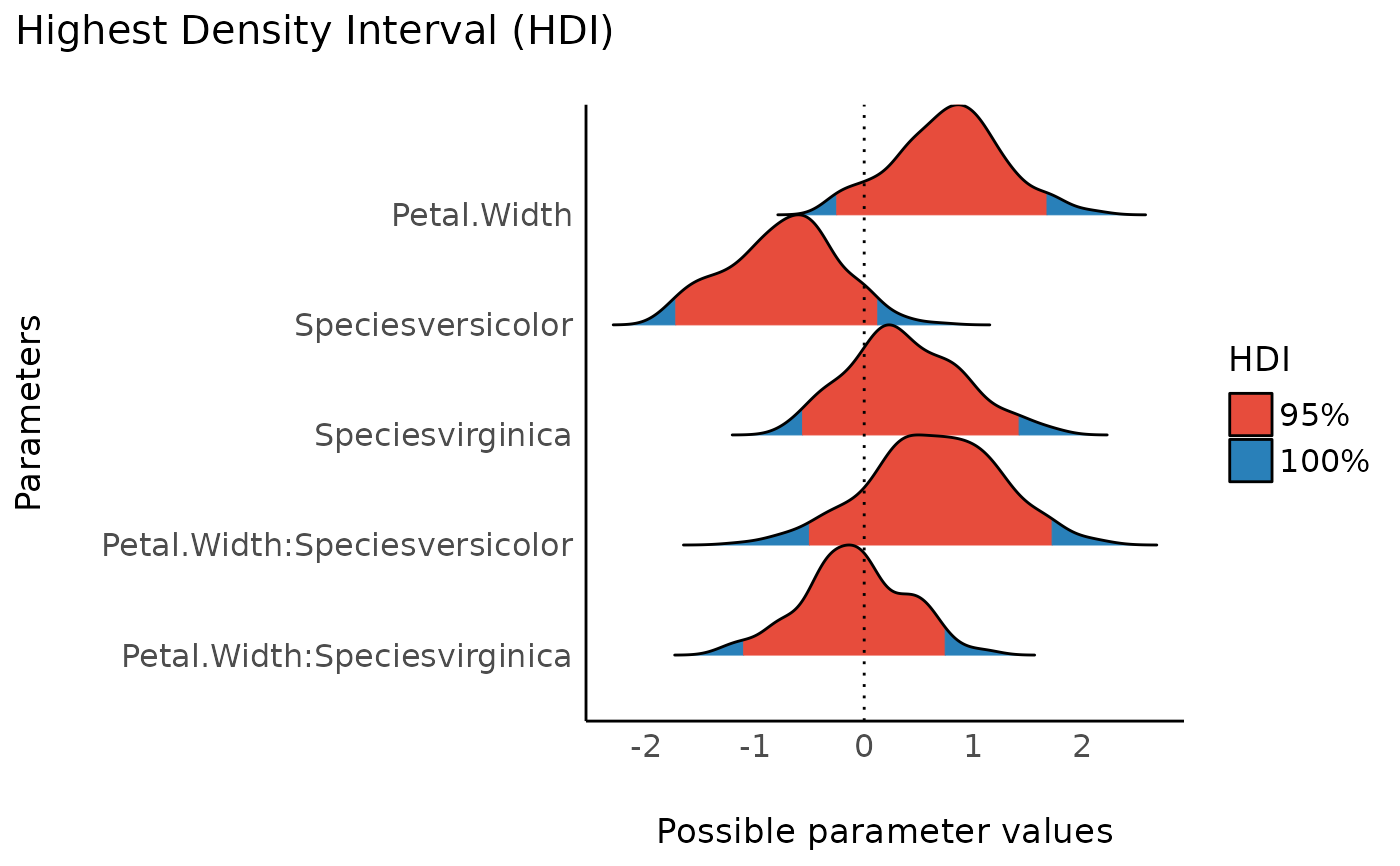 Highest Density Interval (HDI)
Parameters
Petal.Width
Speciesversicolor
Speciesvirginica
Petal.Width:Speciesversicolor
Petal.Width:Speciesvirginica
-2 -1 0 1 2
Possible parameter values
HDI
95%
100%